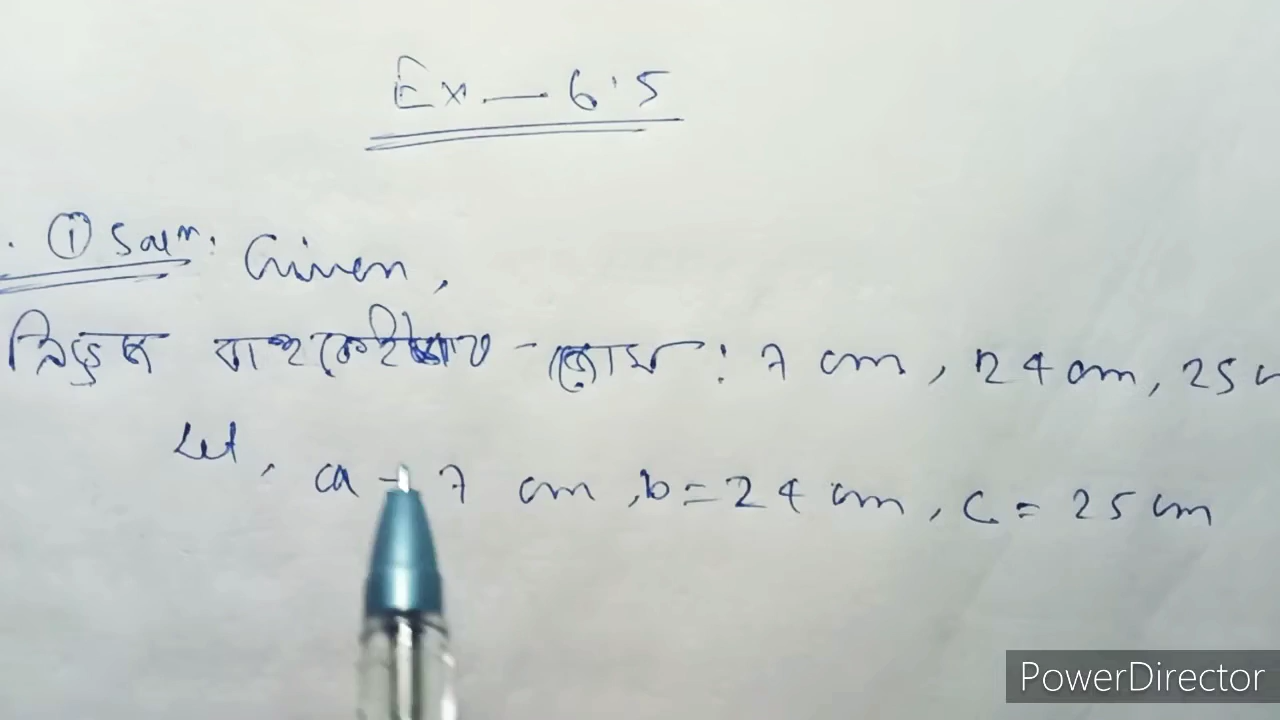 Ex — 6.5
① Solⁿ: Given,
ত্রিভুজ বাহুকেইটা : 7 cm, 24 cm, 25 c
Let, a = 7 cm, b = 24 cm, c = 25 cm
PowerDirector